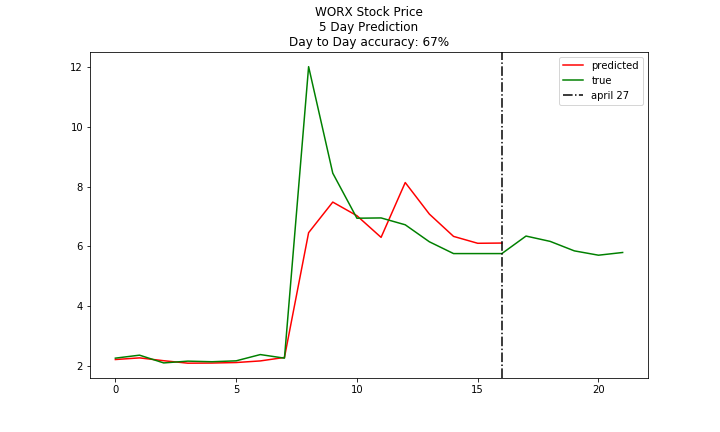 WORX Stock Price
5 Day Prediction
Day to Day accuracy: 67%
predicted
true
april 27
12
10
8
6
4
2
0
5
10
15
20